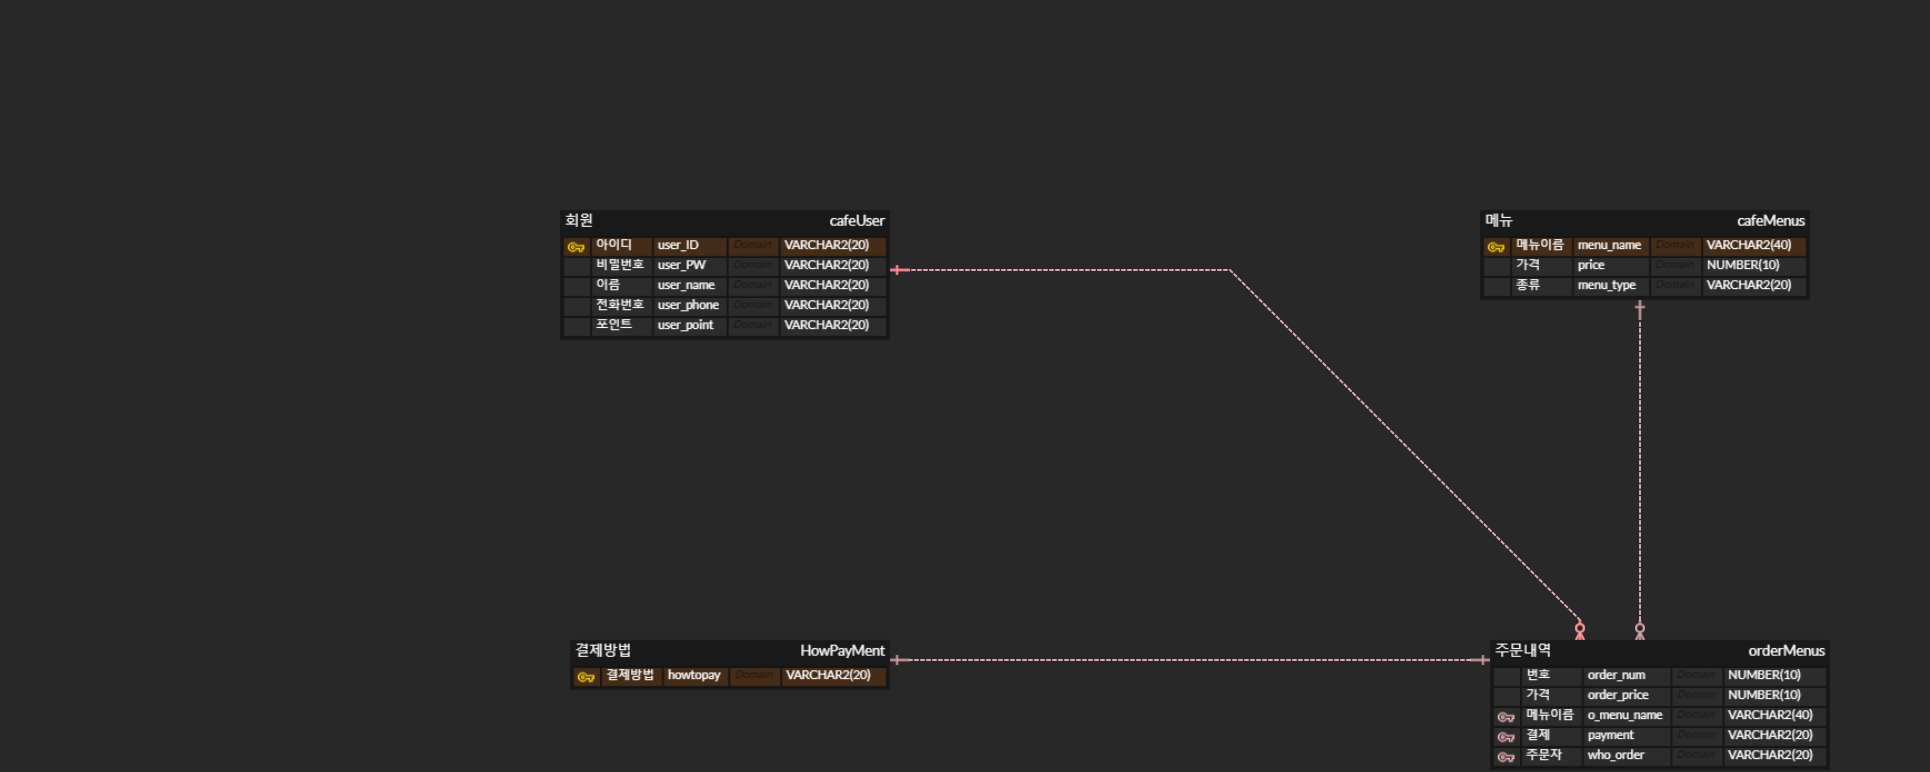 회원 cafeUser
아이디 user_ID Domain VARCHAR2(20)
비밀번호 user_PW Domain VARCHAR2(20)
이름 user_name Domain VARCHAR2(20)
전화번호 user_phone Domain VARCHAR2(20)
포인트 user_point Domain VARCHAR2(20)
메뉴 cafeMenus
메뉴이름 menu_name Domain VARCHAR2(40)
가격 price Domain NUMBER(10)
종류 menu_type Domain VARCHAR2(20)
결제방법 HowPayMent
결제방법 howtopay Domain VARCHAR2(20)
주문내역 orderMenus
번호 order_num Domain NUMBER(10)
가격 order_price Domain NUMBER(10)
메뉴이름 o_menu_name Domain VARCHAR2(40)
결제 payment Domain VARCHAR2(20)
주문자 who_order Domain VARCHAR2(20)